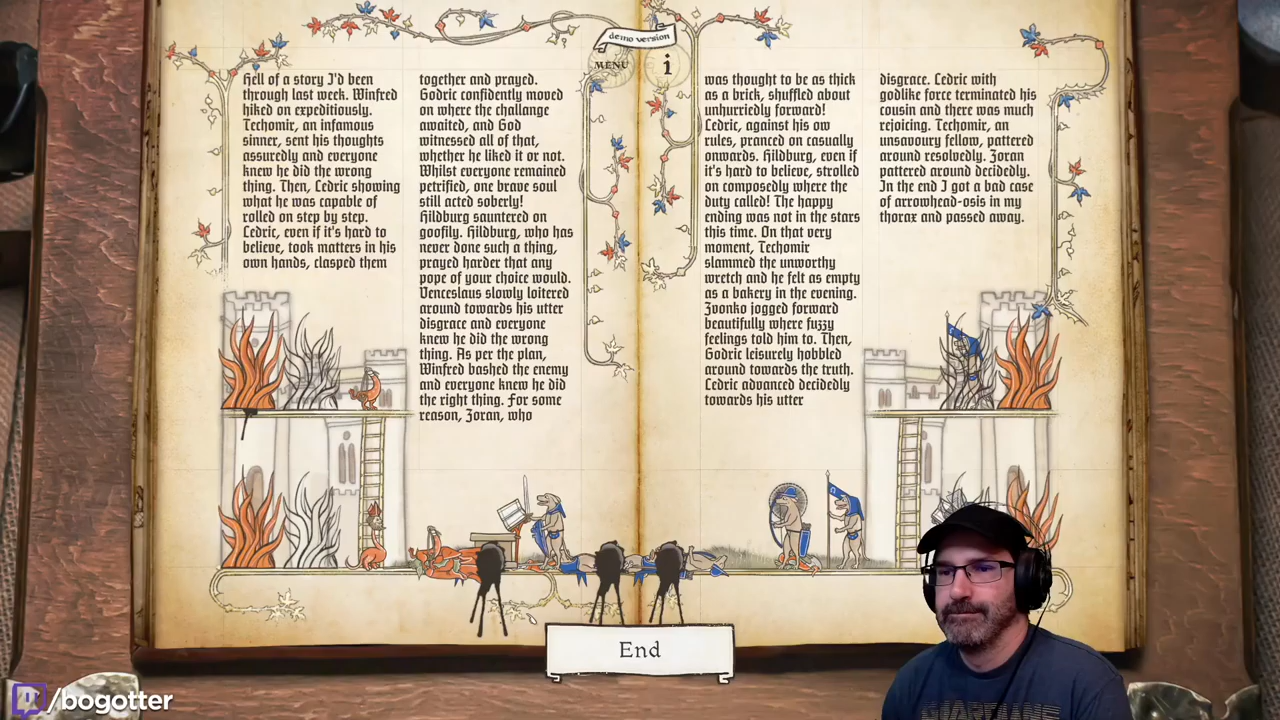 demo version
MENU
i
Hell of a story I'd been
through last week. Winfred
hiked on expeditiously.
Techomir, an infamous
sinner, sent his thoughts
assuredly and everyone
knew he did the wrong
thing. Then, Cedric showing
what he was capable of
rolled on step by step.
Cedric, even if it's hard to
believe, took matters in his
own hands, clasped them
together and prayed.
Godric confidently moved
on where the challange
awaited, and God
witnessed all of that,
whether he liked it or not.
Whilst everyone remained
petrified, one brave soul
still acted soberly!
Hildburg sauntered on
goofily. Hildburg, who has
never done such a thing,
prayed harder that any
pope of your choice would.
Venceslaus slowly loitered
around towards his utter
disgrace and everyone
knew he did the wrong
thing. As per the plan,
Winfred bashed the enemy
and everyone knew he did
the right thing. For some
reason, Zoran, who
was thought to be as thick
as a brick, shuffled about
unhurriedly forward!
Cedric, against his ow
rules, pranced on casually
onwards. Hildburg, even if
it's hard to believe, strolled
on composedly where the
duty called! The happy
ending was not in the stars
this time. On that very
moment, Techomir
slammed the unworthy
wretch and he felt as empty
as a bakery in the evening.
Zvonko jogged forward
beautifully where fuzzy
feelings told him to. Then,
Godric leisurely hobbled
around towards the truth.
Cedric advanced decidedly
towards his utter
disgrace. Cedric with
godlike force terminated his
cousin and there was much
rejoicing. Techomir, an
unsavoury fellow, pattered
around resolvedly. Zoran
pattered around decidedly.
In the end I got a bad case
of arrowhead-osis in my
thorax and passed away.
End
/bogotter